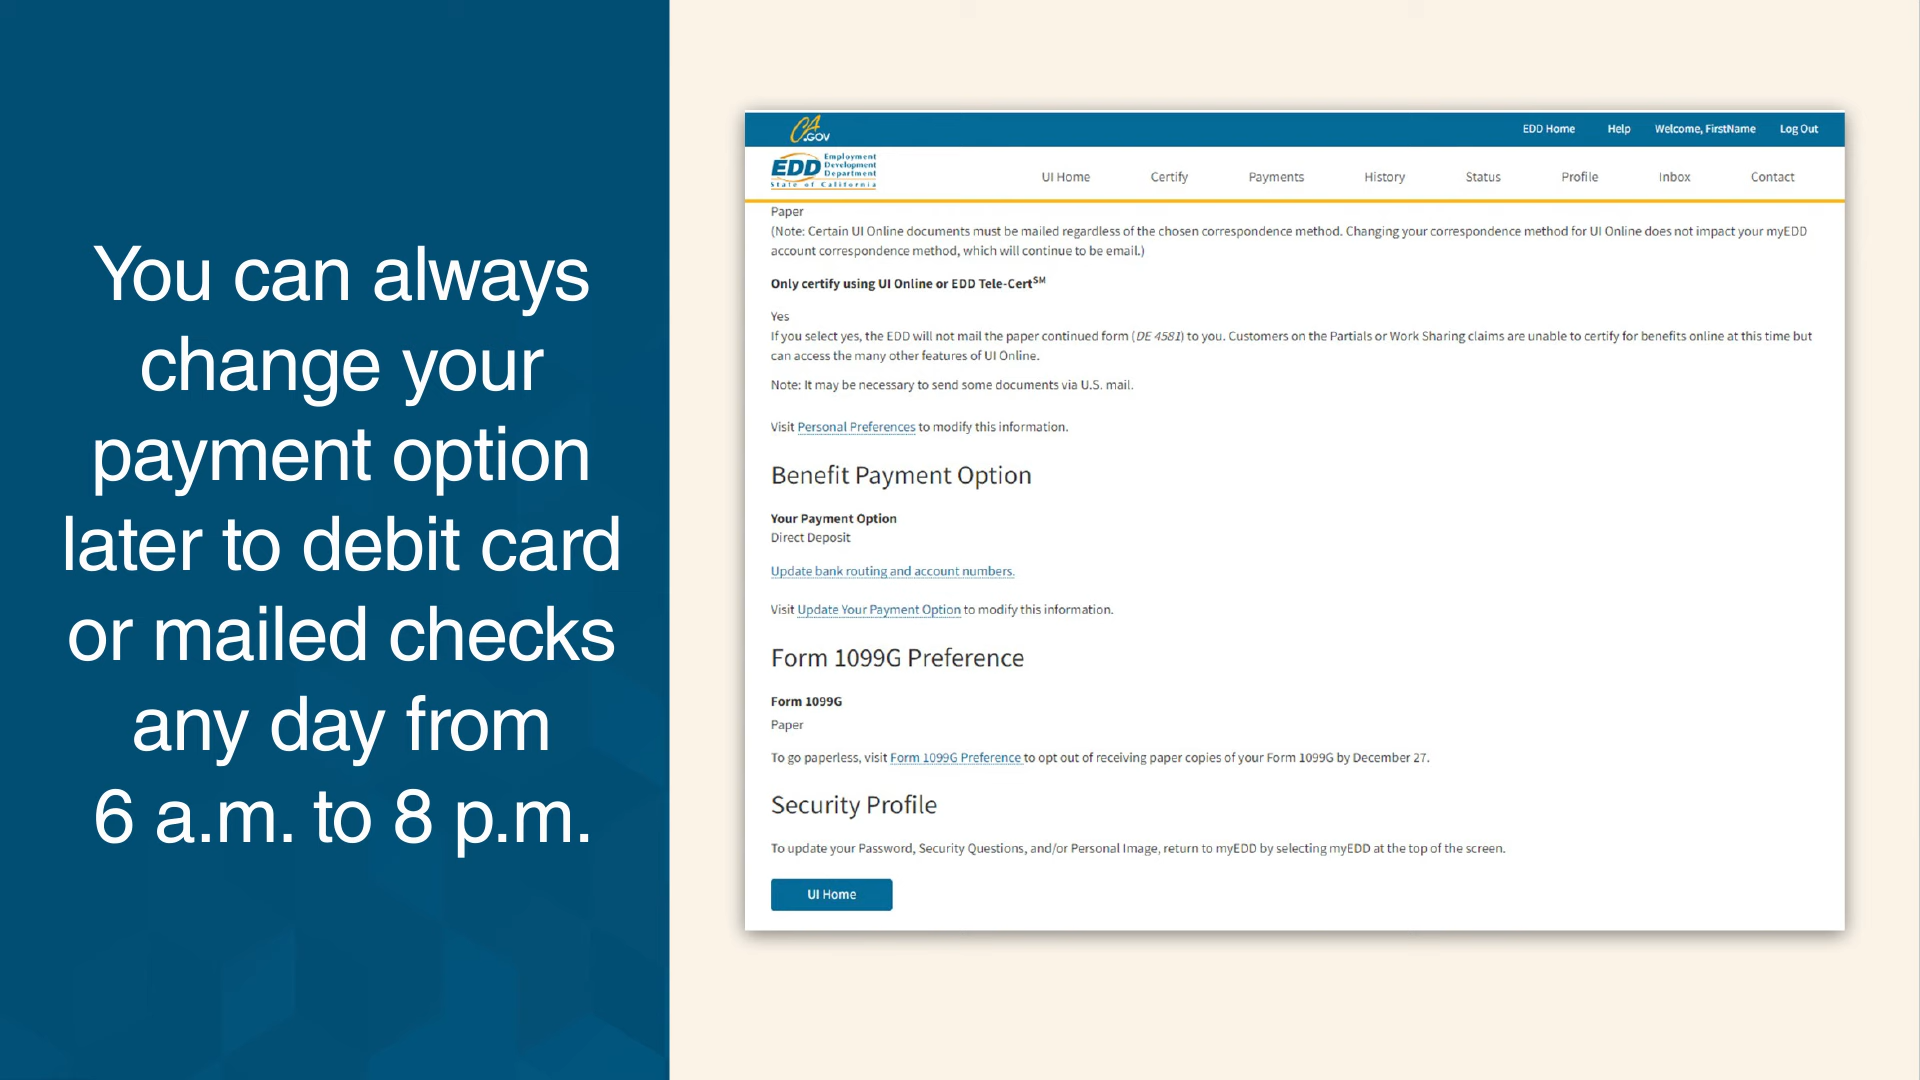 You can always
change your
payment option
later to debit card
or mailed checks
any day from
6 a.m. to 8 p.m.
CA.GOV
EDD Home Help Welcome, FirstName Log Out
EDD Employment
Development
Department
State of California
UI Home Certify Payments History Status Profile Inbox Contact
Paper
(Note: Certain UI Online documents must be mailed regardless of the chosen correspondence method. Changing your correspondence method for UI Online does not impact your myEDD
account correspondence method, which will continue to be email.)
Only certify using UI Online or EDD Tele-Cert℠
Yes
If you select yes, the EDD will not mail the paper continued form (DE 4581) to you. Customers on the Partials or Work Sharing claims are unable to certify for benefits online at this time but
can access the many other features of UI Online.
Note: It may be necessary to send some documents via U.S. mail.
Visit Personal Preferences to modify this information.
Benefit Payment Option
Your Payment Option
Direct Deposit
Update bank routing and account numbers.
Visit Update Your Payment Option to modify this information.
Form 1099G Preference
Form 1099G
Paper
To go paperless, visit Form 1099G Preference to opt out of receiving paper copies of your Form 1099G by December 27.
Security Profile
To update your Password, Security Questions, and/or Personal Image, return to myEDD by selecting myEDD at the top of the screen.
UI Home